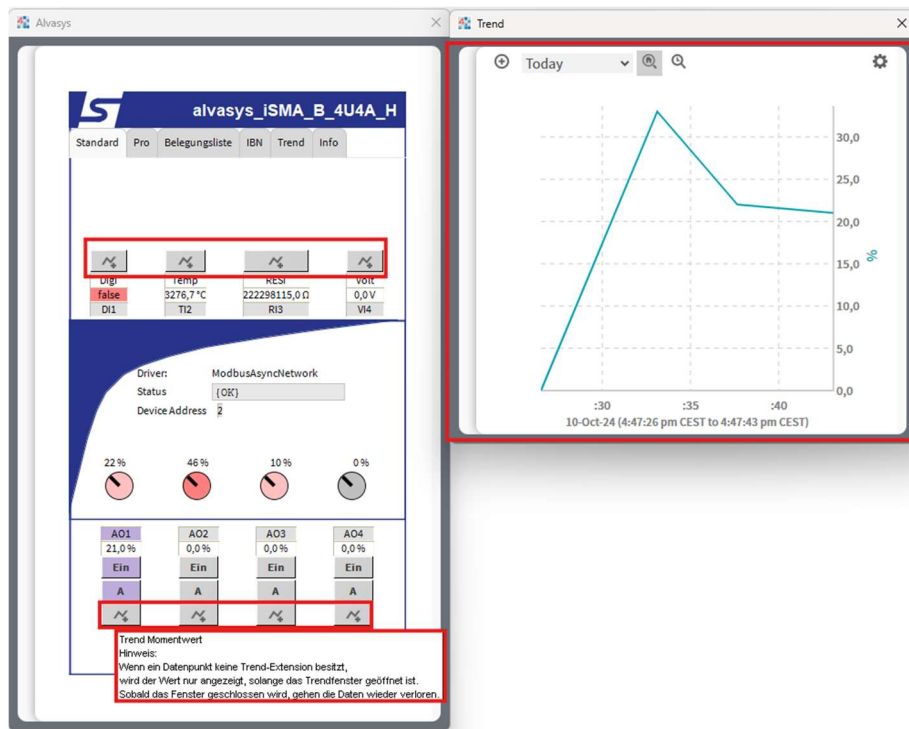 Alvasys
alvasys_iSMA_B_4U4A_H
Standard Pro Belegungsliste IBN Trend Info
Digi Temp RESI Volt
false 3276,7 °C 222298115,0 Ω 0,0 V
DI1 TI2 RI3 VI4
Driver: ModbusAsyncNetwork
Status {OK}
Device Address 2
22 % 46 % 10 % 0 %
AO1 AO2 AO3 AO4
21,0 % 0,0 % 0,0 % 0,0 %
Ein Ein Ein Ein
A A A A
Trend Momentwert
Hinweis:
Wenn ein Datenpunkt keine Trend-Extension besitzt,
wird der Wert nur angezeigt, solange das Trendfenster geöffnet ist.
Sobald das Fenster geschlossen wird, gehen die Daten wieder verloren.
Trend
Today
30,0
25,0
20,0
15,0
%
10,0
5,0
0,0
:30 :35 :40
10-Oct-24 (4:47:26 pm CEST to 4:47:43 pm CEST)